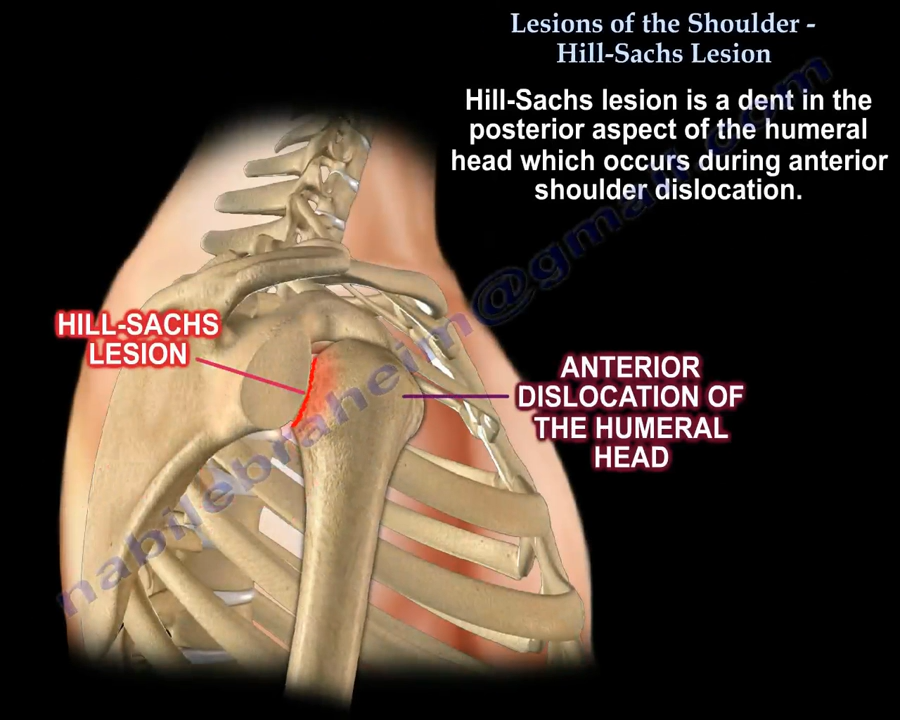 Lesions of the Shoulder -
Hill-Sachs Lesion
Hill-Sachs lesion is a dent in the
posterior aspect of the humeral
head which occurs during anterior
shoulder dislocation.
HILL-SACHS
LESION
ANTERIOR
DISLOCATION OF
THE HUMERAL
HEAD
nabilebraheim@gmail.com